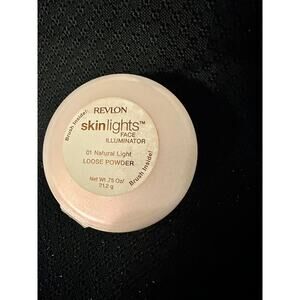 Brush Inside!
REVLON
skinlights™
FACE
ILLUMINATOR
01 Natural Light
LOOSE POWDER
Net Wt .75 Oz/
21.2 g
Brush Inside!